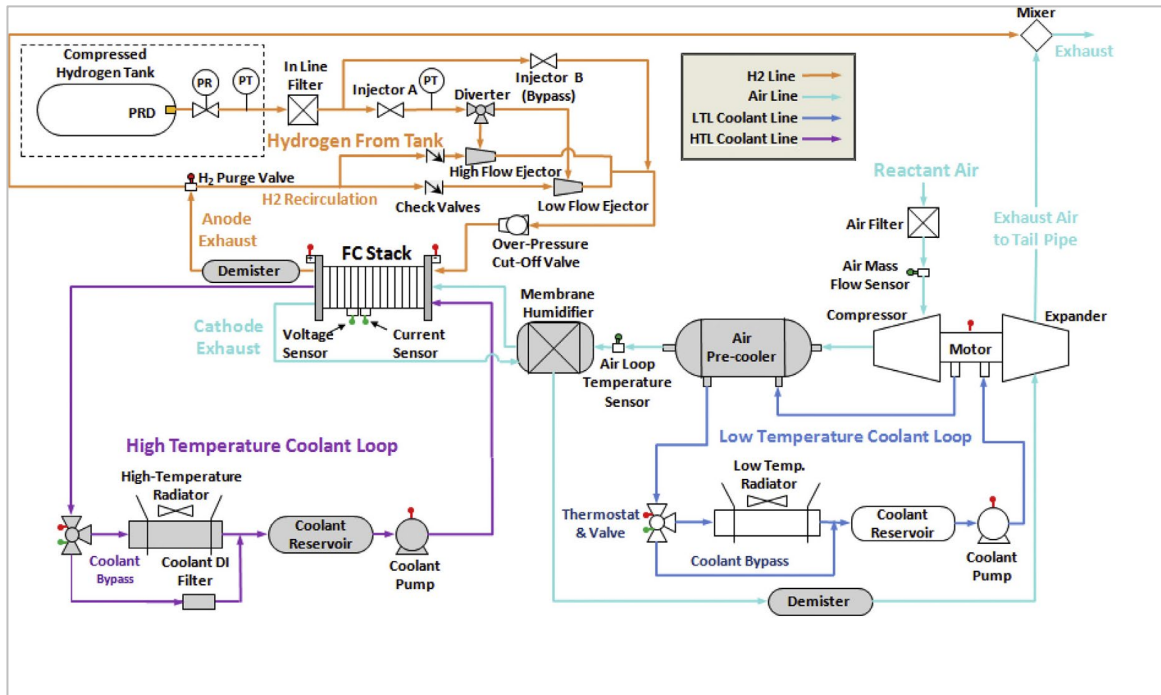 Mixer
Exhaust
Compressed
Hydrogen Tank
PRD
PR
PT
In Line
Filter
Injector A
PT
Diverter
Injector B
(Bypass)
H2 Line
Air Line
LTL Coolant Line
HTL Coolant Line
Hydrogen From Tank
High Flow Ejector
H₂ Purge Valve
H2 Recirculation
Check Valves
Low Flow Ejector
Reactant Air
Air Filter
Exhaust Air
to Tail Pipe
Anode
Exhaust
Over-Pressure
Cut-Off Valve
FC Stack
+
-
Demister
Air Mass
Flow Sensor
Membrane
Humidifier
Compressor
Expander
Cathode
Exhaust
Voltage
Sensor
Current
Sensor
Air Loop
Temperature
Sensor
Air
Pre-cooler
Motor
High Temperature Coolant Loop
Low Temperature Coolant Loop
High-Temperature
Radiator
Low Temp.
Radiator
Thermostat
& Valve
Coolant
Reservoir
Coolant
Reservoir
Coolant
Bypass
Coolant DI
Filter
Coolant
Pump
Coolant Bypass
Coolant
Pump
Demister